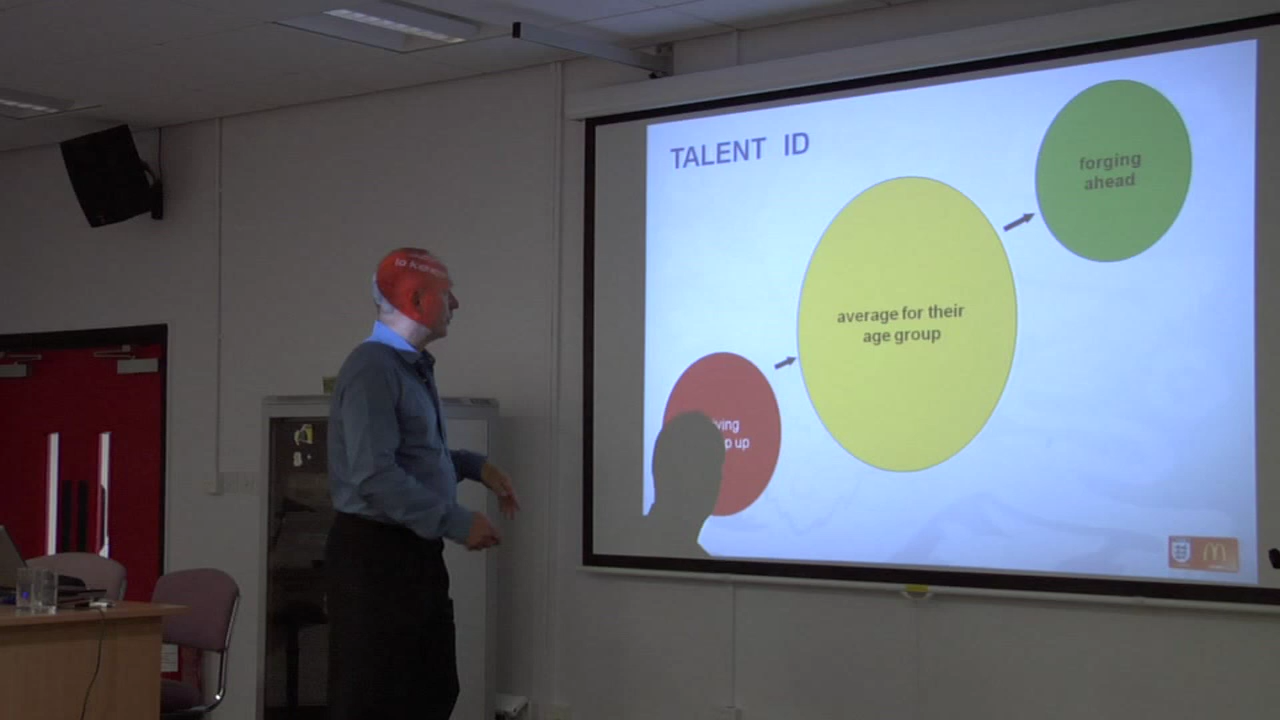 TALENT ID
forging
ahead
average for their
age group
up